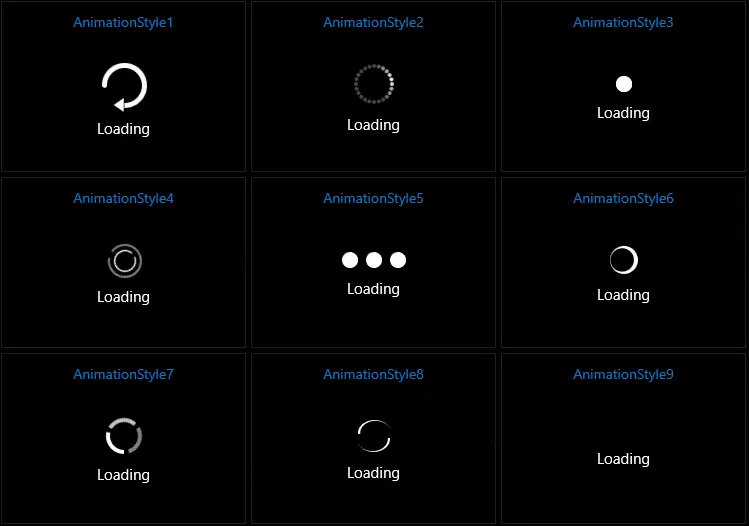 AnimationStyle1
Loading
AnimationStyle2
Loading
AnimationStyle3
Loading
AnimationStyle4
Loading
AnimationStyle5
Loading
AnimationStyle6
Loading
AnimationStyle7
Loading
AnimationStyle8
Loading
AnimationStyle9
Loading